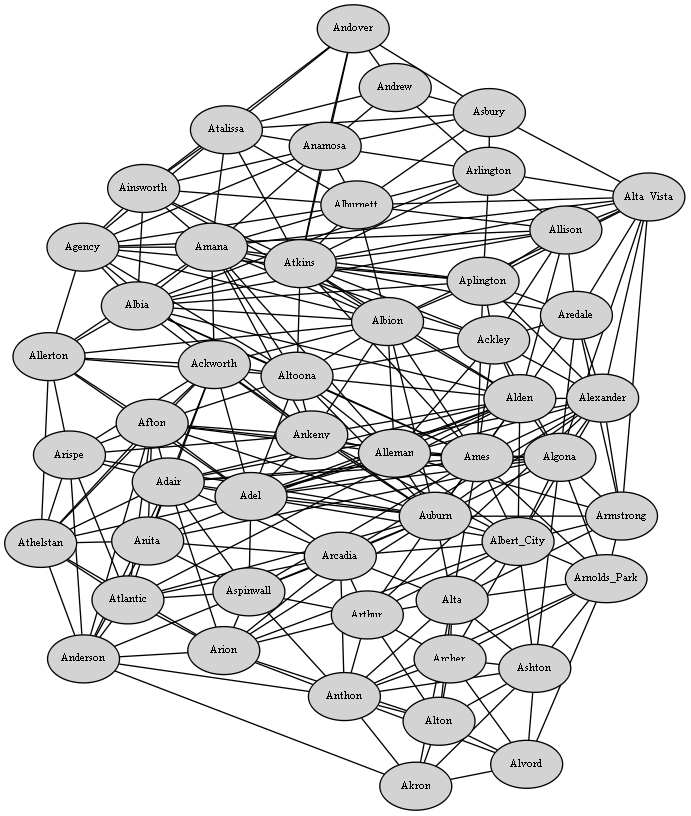 Andover
Andrew
Asbury
Atalissa
Anamosa
Arlington
Ainsworth
Alta_Vista
Alburnett
Allison
Agency
Amana
Atkins
Aplington
Albia
Aredale
Albion
Ackley
Allerton
Ackworth
Altoona
Alden
Alexander
Afton
Ankeny
Arispe
Alleman
Ames
Algona
Adair
Adel
Auburn
Armstrong
Athelstan
Anita
Albert_City
Arcadia
Arnolds_Park
Atlantic
Aspinwall
Alta
Arthur
Arion
Anderson
Archer
Ashton
Anthon
Alton
Alvord
Akron